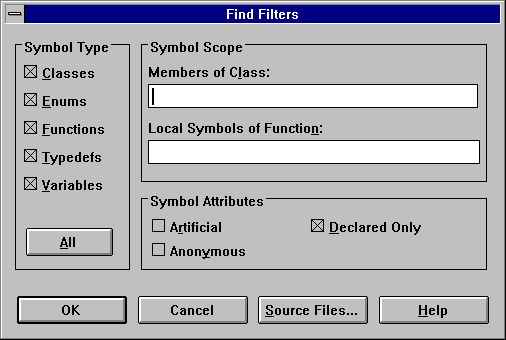 Find Filters
Symbol Type
Classes
Enums
Functions
Typedefs
Variables
All
Symbol Scope
Members of Class:
Local Symbols of Function:
Symbol Attributes
Artificial
Declared Only
Anonymous
OK
Cancel
Source Files...
Help